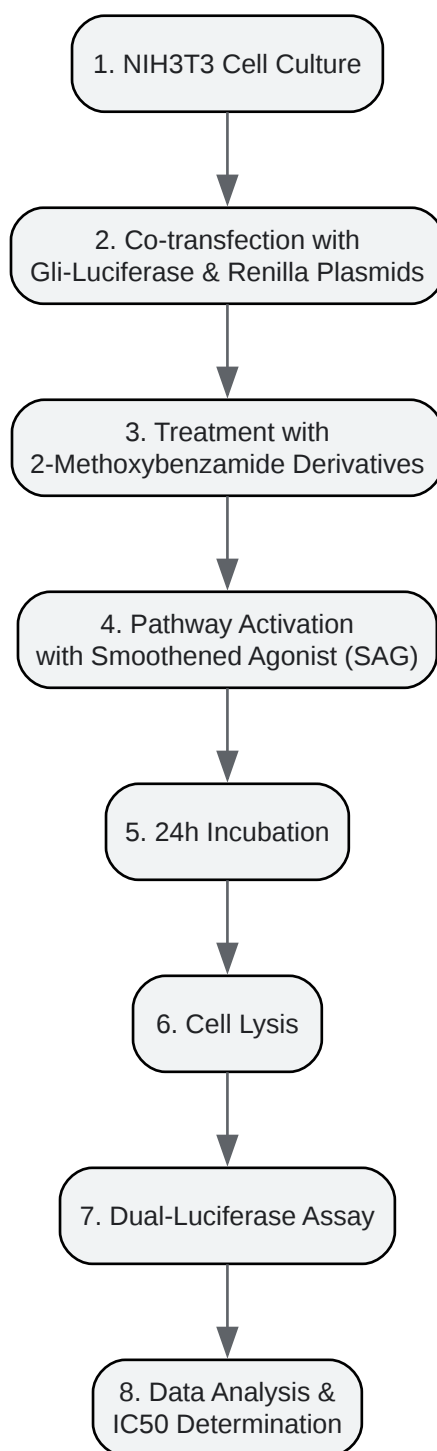 1. NIH3T3 Cell Culture
2. Co-transfection with
Gli-Luciferase & Renilla Plasmids
3. Treatment with
2-Methoxybenzamide Derivatives
4. Pathway Activation
with Smoothened Agonist (SAG)
5. 24h Incubation
6. Cell Lysis
7. Dual-Luciferase Assay
8. Data Analysis &
IC50 Determination